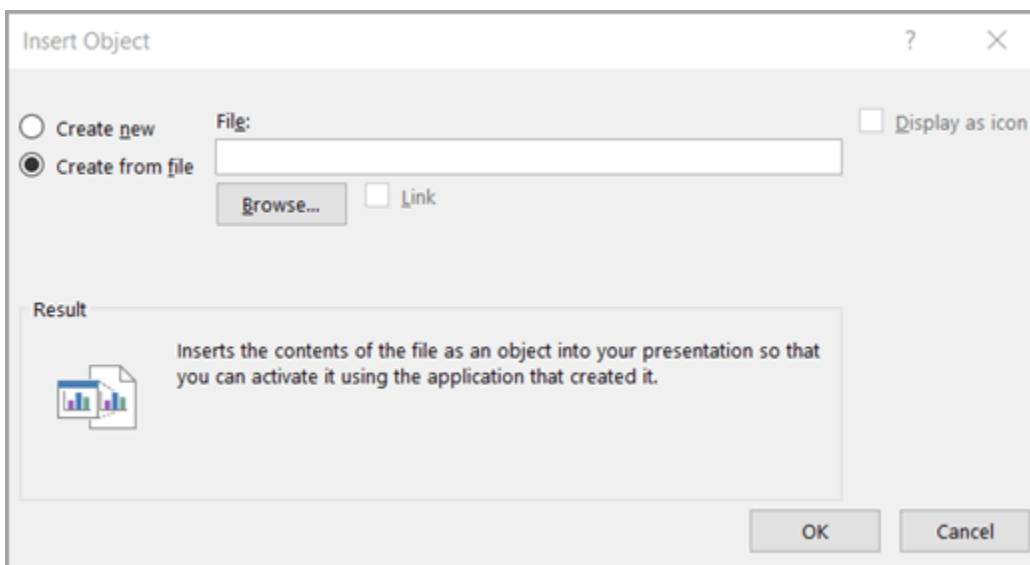 Insert Object
?
Create new
File:
Display as icon
Create from file
Browse...
Link
Result
Inserts the contents of the file as an object into your presentation so that
you can activate it using the application that created it.
OK
Cancel